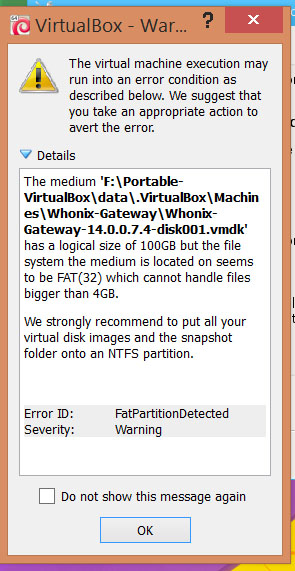 VirtualBox - War...
?
The virtual machine execution may
run into an error condition as
described below. We suggest that
you take an appropriate action to
avert the error.
Details
The medium 'F:\Portable-
VirtualBox\data\.VirtualBox\Machin
es\Whonix-Gateway\Whonix-
Gateway-14.0.0.7.4-disk001.vmdk'
has a logical size of 100GB but the file
system the medium is located on seems
to be FAT(32) which cannot handle files
bigger than 4GB.
We strongly recommend to put all your
virtual disk images and the snapshot
folder onto an NTFS partition.
Error ID: FatPartitionDetected
Severity: Warning
Do not show this message again
OK